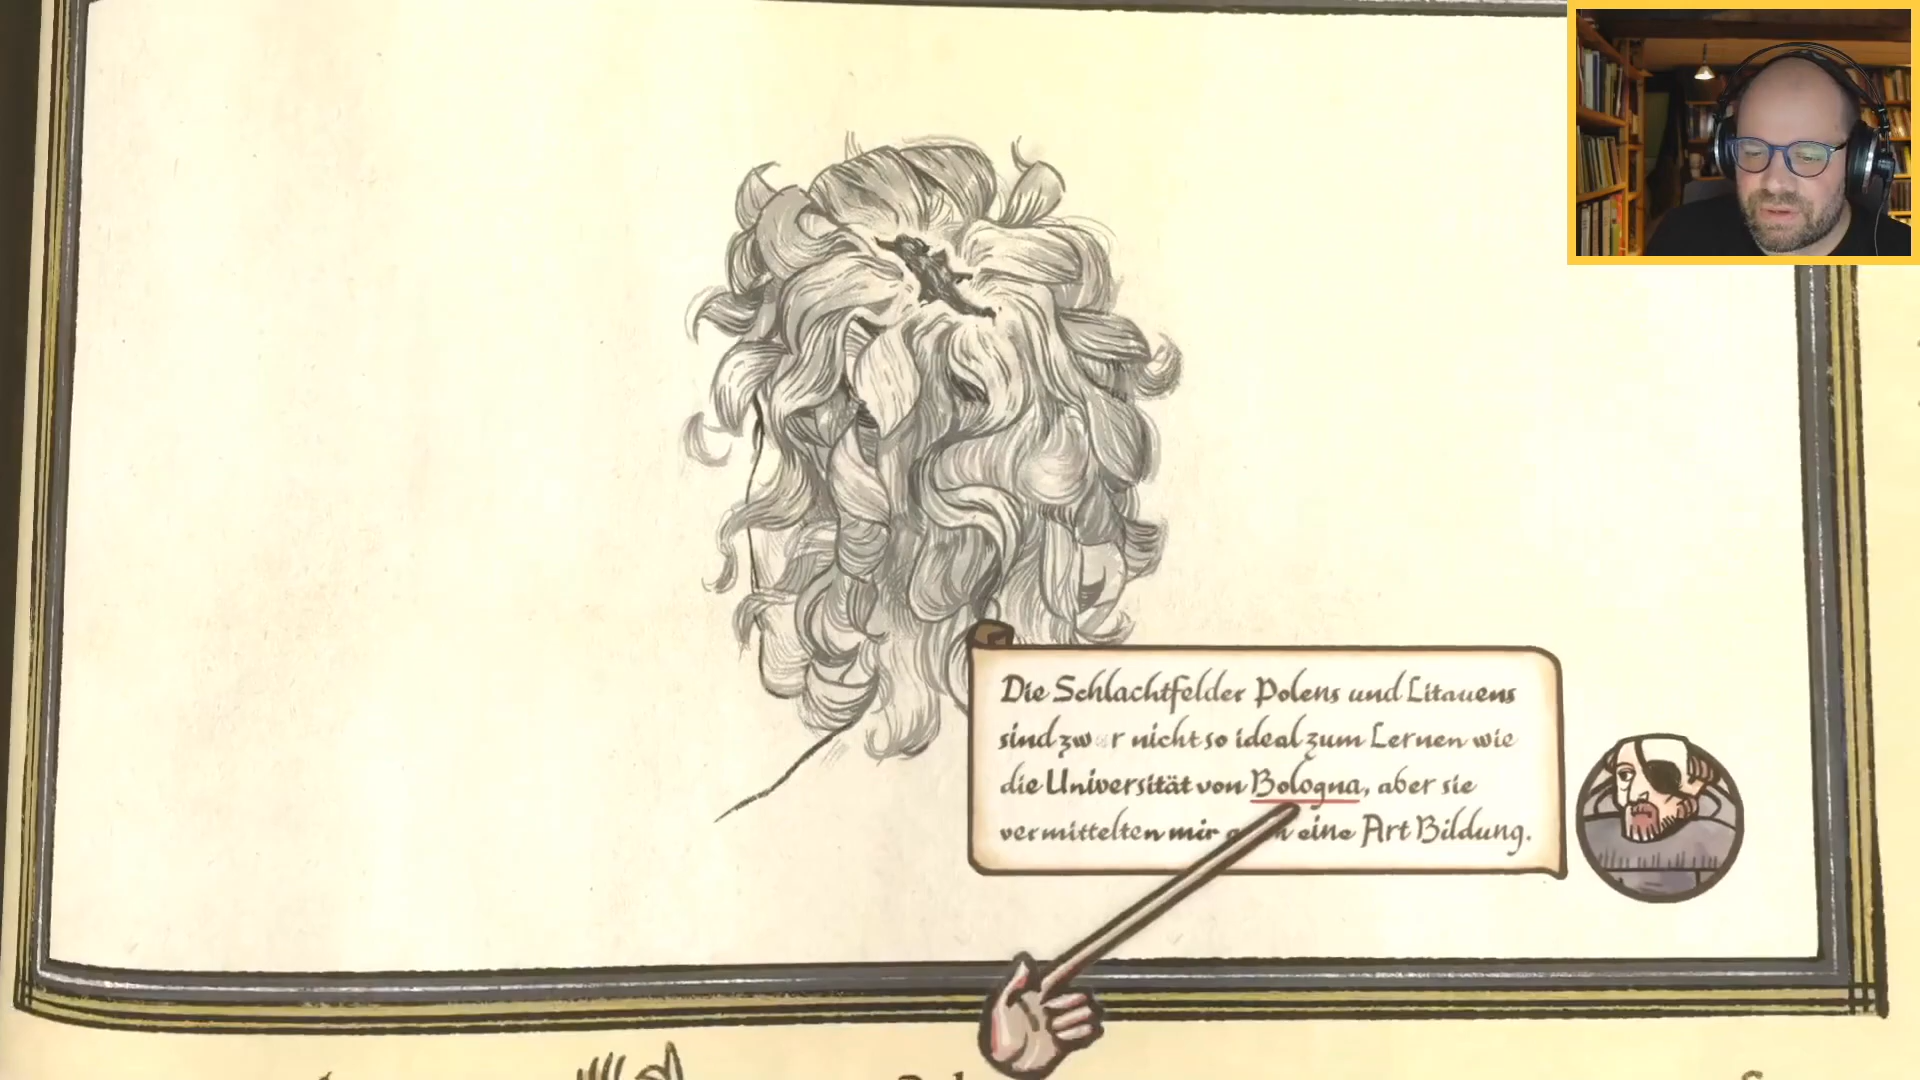 Die Schlachtfelder Polens und Litauens
sind zwar nicht so ideal zum Lernen wie
die Universität von Bologna, aber sie
vermittelten mir eine Art Bildung.